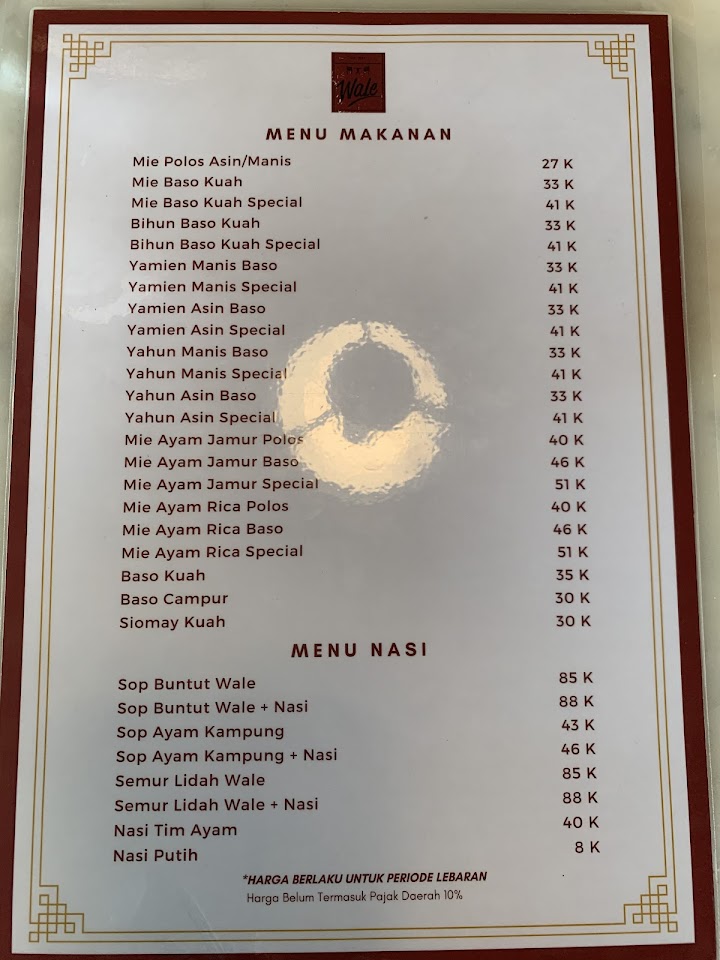 Wale
MENU MAKANAN
Mie Polos Asin/Manis 27 K
Mie Baso Kuah 33 K
Mie Baso Kuah Special 41 K
Bihun Baso Kuah 33 K
Bihun Baso Kuah Special 41 K
Yamien Manis Baso 33 K
Yamien Manis Special 41 K
Yamien Asin Baso 33 K
Yamien Asin Special 41 K
Yahun Manis Baso 33 K
Yahun Manis Special 41 K
Yahun Asin Baso 33 K
Yahun Asin Special 41 K
Mie Ayam Jamur Polos 40 K
Mie Ayam Jamur Baso 46 K
Mie Ayam Jamur Special 51 K
Mie Ayam Rica Polos 40 K
Mie Ayam Rica Baso 46 K
Mie Ayam Rica Special 51 K
Baso Kuah 35 K
Baso Campur 30 K
Siomay Kuah 30 K
MENU NASI
Sop Buntut Wale 85 K
Sop Buntut Wale + Nasi 88 K
Sop Ayam Kampung 43 K
Sop Ayam Kampung + Nasi 46 K
Semur Lidah Wale 85 K
Semur Lidah Wale + Nasi 88 K
Nasi Tim Ayam 40 K
Nasi Putih 8 K
*HARGA BERLAKU UNTUK PERIODE LEBARAN
Harga Belum Termasuk Pajak Daerah 10%